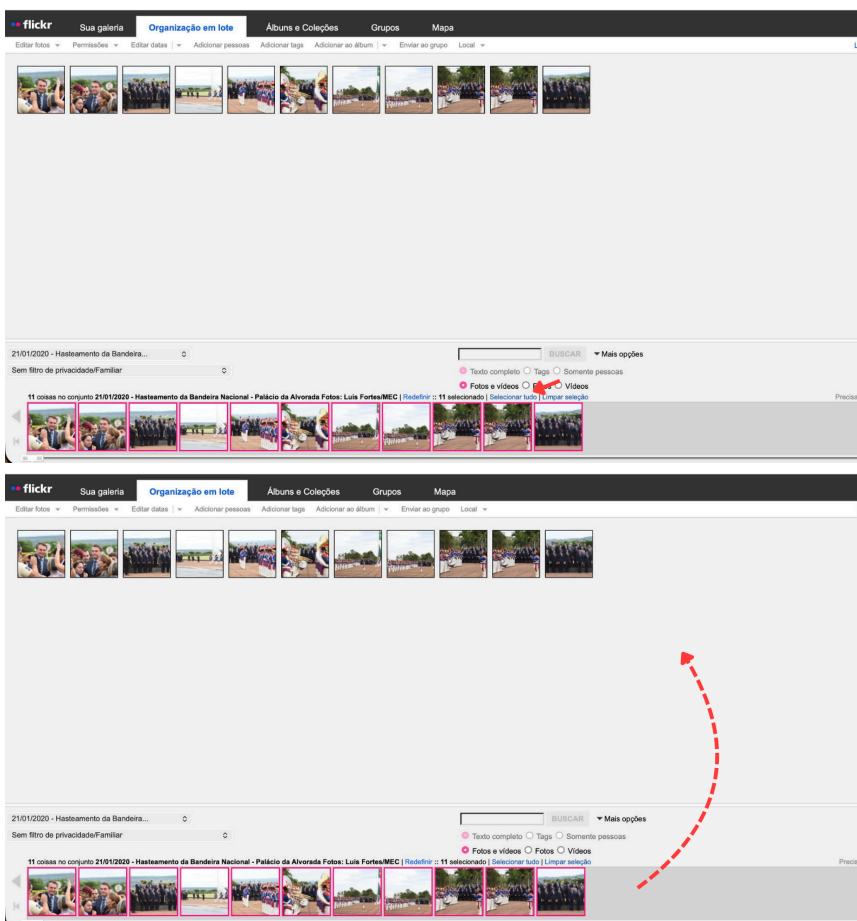 flickr Sua galeria Organização em lote Álbuns e Coleções Grupos Mapa
Editar fotos Permissões Editar datas | Adicionar pessoas Adicionar tags Adicionar ao álbum | Enviar ao grupo Local
21/01/2020 - Hasteamento da Bandeira... BUSCAR Mais opções
Sem filtro de privacidade/Familiar Texto completo Tags Somente pessoas
Fotos e vídeos Vídeos
11 coisas no conjunto 21/01/2020 - Hasteamento da Bandeira Nacional - Palácio da Alvorada Fotos: Luis Fortes/MEC | Redefinir :: 11 selecionado | Selecionar tudo | Limpar seleção Precisa
flickr Sua galeria Organização em lote Álbuns e Coleções Grupos Mapa
Editar fotos Permissões Editar datas | Adicionar pessoas Adicionar tags Adicionar ao álbum | Enviar ao grupo Local
21/01/2020 - Hasteamento da Bandeira... BUSCAR Mais opções
Sem filtro de privacidade/Familiar Texto completo Tags Somente pessoas
Fotos e vídeos Fotos Vídeos
11 coisas no conjunto 21/01/2020 - Hasteamento da Bandeira Nacional - Palácio da Alvorada Fotos: Luis Fortes/MEC | Redefinir :: 11 selecionado | Selecionar tudo | Limpar seleção Precisa